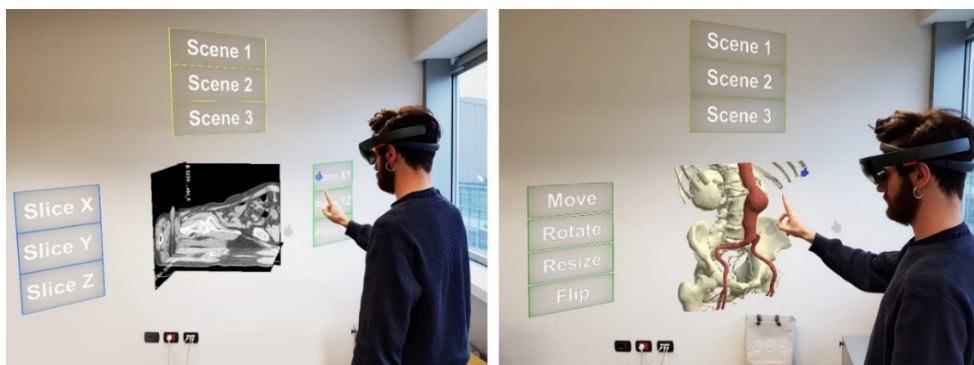 Scene 1
Scene 2
Scene 3
Slice X
Slice Y
Slice Z
XY
Scene 1
Scene 2
Scene 3
Move
Rotate
Resize
Flip